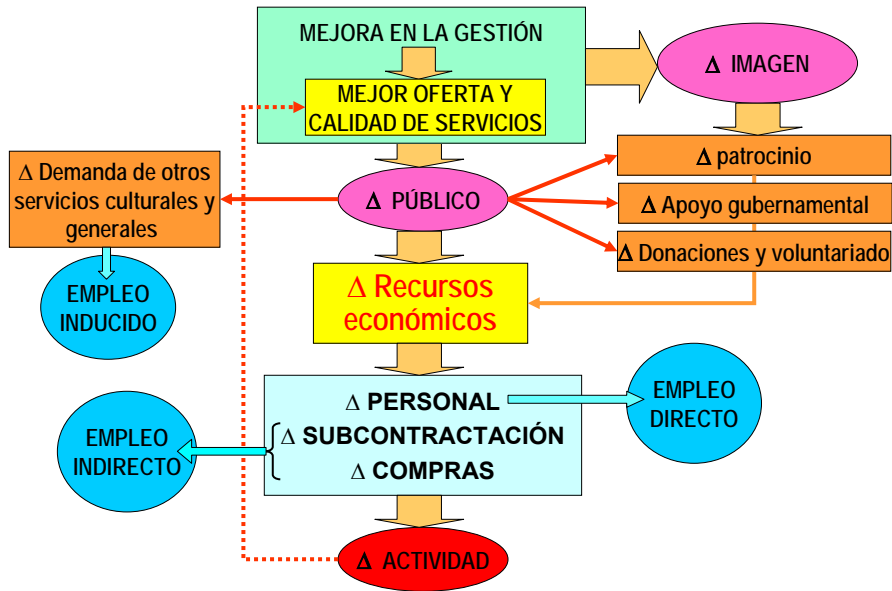 MEJORA EN LA GESTIÓN
MEJOR OFERTA Y
CALIDAD DE SERVICIOS
Δ IMAGEN
Δ patrocinio
Δ Apoyo gubernamental
Δ Donaciones y voluntariado
Δ PÚBLICO
Δ Demanda de otros
servicios culturales y
generales
EMPLEO
INDUCIDO
Δ Recursos
económicos
Δ PERSONAL
Δ SUBCONTRACTACIÓN
Δ COMPRAS
EMPLEO
DIRECTO
EMPLEO
INDIRECTO
Δ ACTIVIDAD